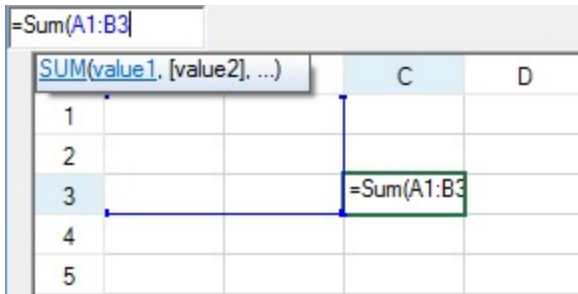 =Sum(A1:B3
SUM(value1, [value2], ...)
C D
1
2
3 =Sum(A1:B3
4
5